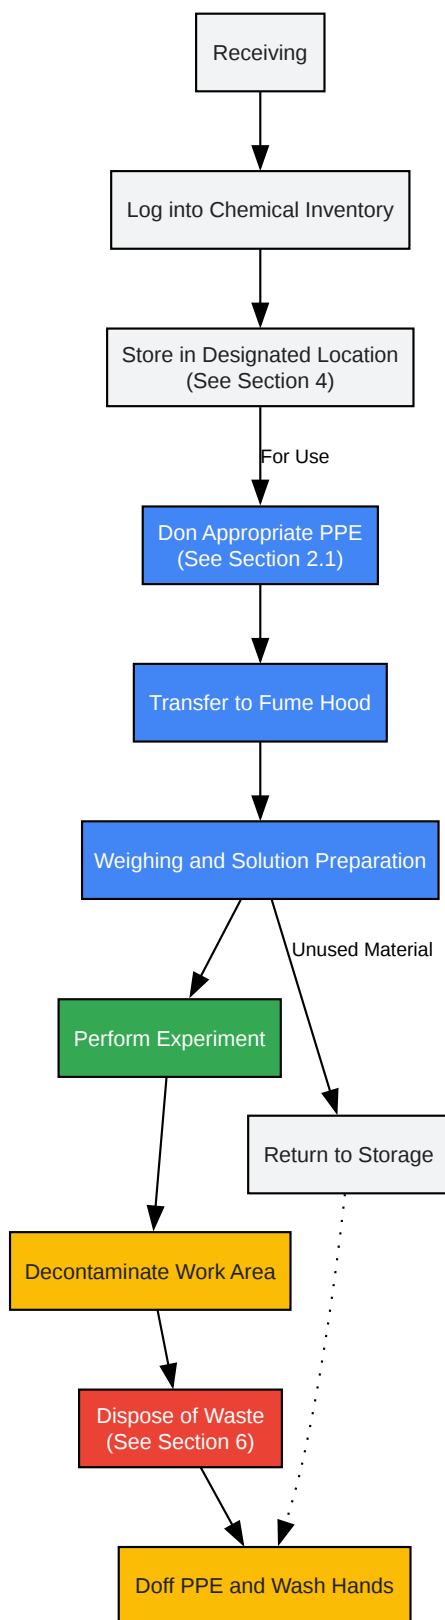 Receiving
Log into Chemical Inventory
Store in Designated Location
(See Section 4)
For Use
Don Appropriate PPE
(See Section 2.1)
Transfer to Fume Hood
Weighing and Solution Preparation
Unused Material
Perform Experiment
Return to Storage
Decontaminate Work Area
Dispose of Waste
(See Section 6)
Doff PPE and Wash Hands